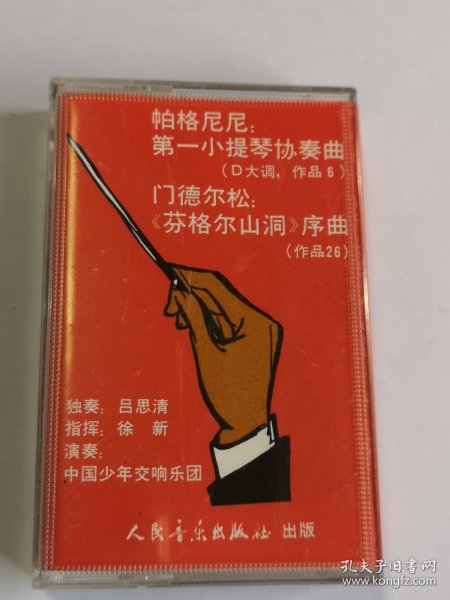 帕格尼尼：
第一小提琴协奏曲
（D大调，作品6）
门德尔松：
《芬格尔山洞》序曲
（作品26）
独奏：吕思清
指挥：徐 新
演奏：
中国少年交响乐团
人民音乐出版社 出版
孔夫子旧书网
www.kongfz.com